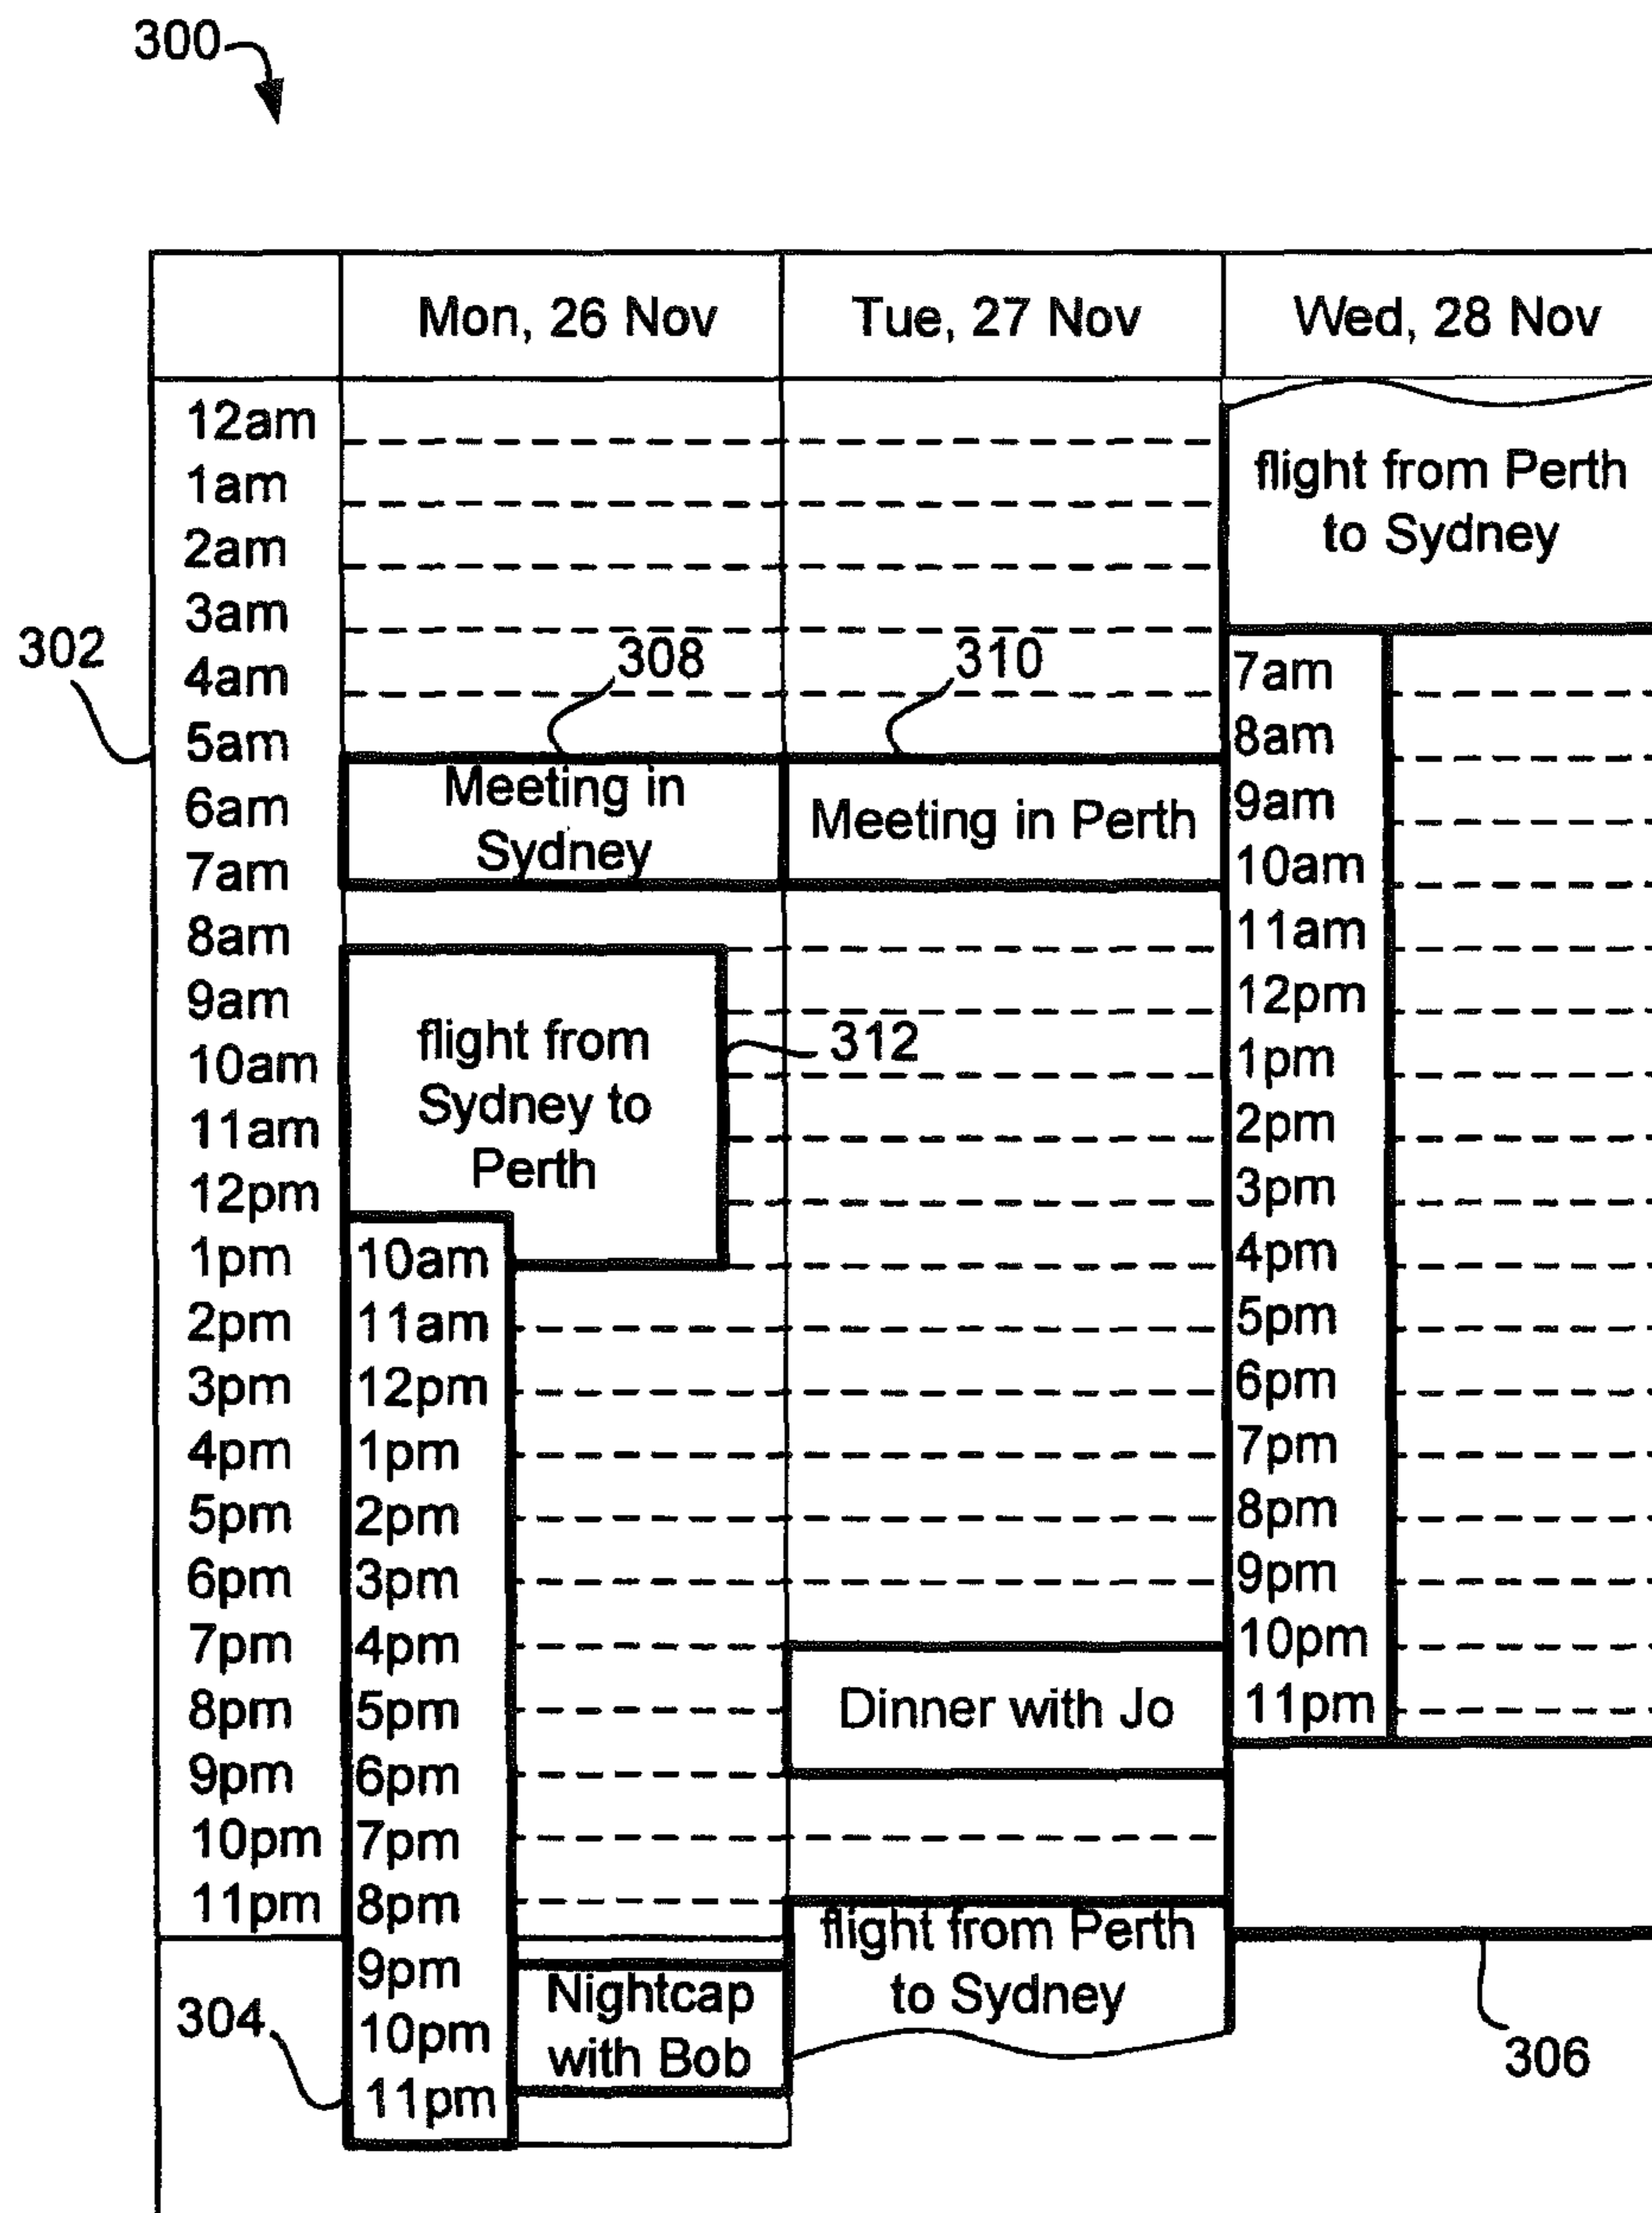 300
Mon, 26 Nov
Tue, 27 Nov
Wed, 28 Nov
302
12am
1am
2am
3am
4am
5am
6am
7am
8am
9am
10am
11am
12pm
1pm
2pm
3pm
4pm
5pm
6pm
7pm
8pm
9pm
10pm
11pm
308
Meeting in
Sydney
flight from
Sydney to
Perth
312
10am
11am
12pm
1pm
2pm
3pm
4pm
5pm
6pm
7pm
8pm
9pm
10pm
11pm
304
Nightcap
with Bob
310
Meeting in Perth
Dinner with Jo
flight from Perth
to Sydney
flight from Perth
to Sydney
7am
8am
9am
10am
11am
12pm
1pm
2pm
3pm
4pm
5pm
6pm
7pm
8pm
9pm
10pm
11pm
306